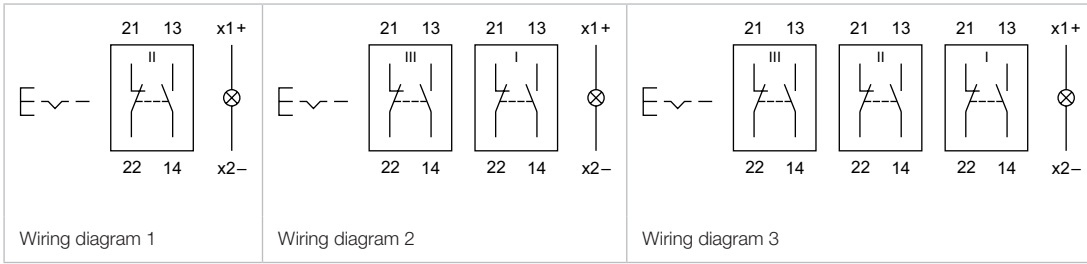 21 13 x1+
II
22 14 x2–
Wiring diagram 1
21 13 21 13 x1+
III I
22 14 22 14 x2–
Wiring diagram 2
21 13 21 13 21 13 x1+
III II I
22 14 22 14 22 14 x2–
Wiring diagram 3